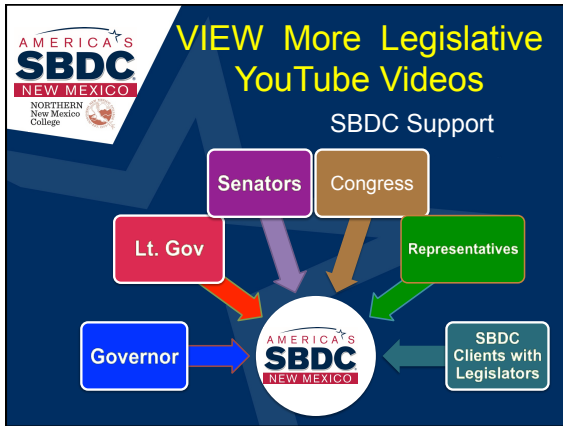 AMERICA'S
SBDC
NEW MEXICO
NORTHERN
New Mexico
College
VIEW More Legislative
YouTube Videos
SBDC Support
Senators
Congress
Lt. Gov
Representatives
Governor
AMERICA'S
SBDC
NEW MEXICO
SBDC
Clients with
Legislators